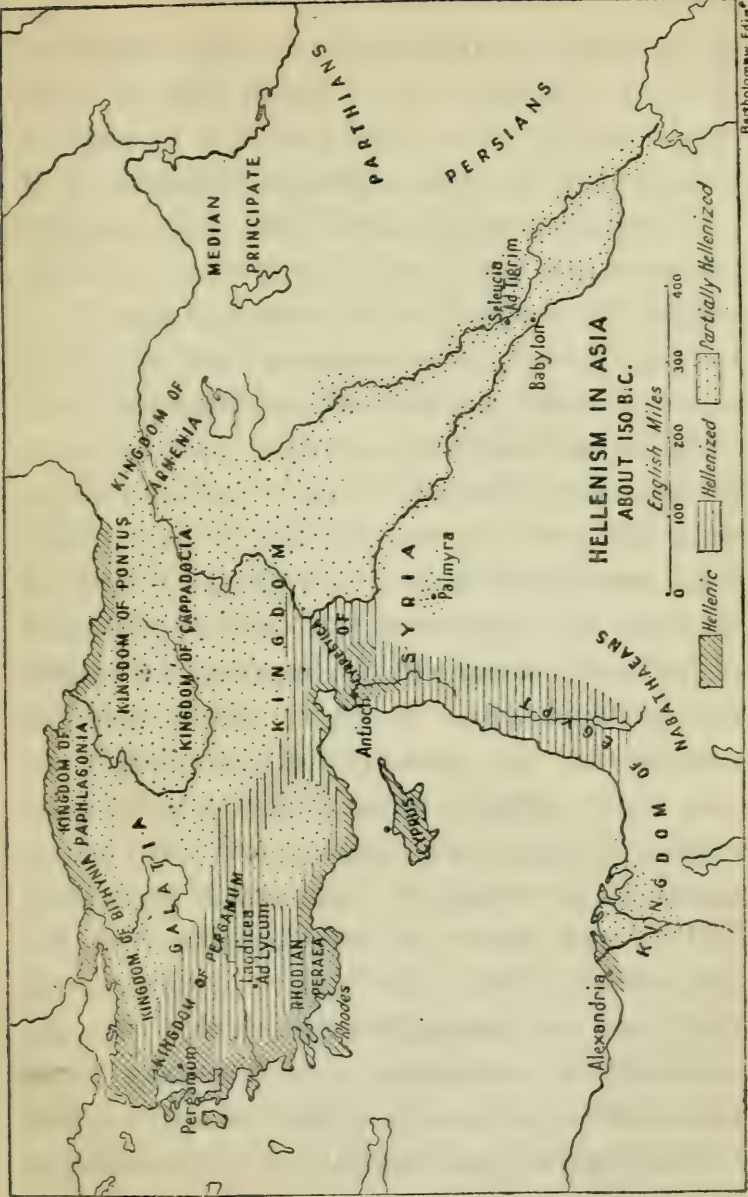 PARTHIANS
PERSIANS
MEDIAN
PRINCIPATE
KINGDOM OF
ARMENIA
KINGDOM OF PONTUS
KINGDOM OF CAPPADOCIA
KINGDOM OF
PAPHLAGONIA
KINGDOM OF BITHYNIA
GALATIA
KINGDOM OF PERGAMUM
Pergamum
Laodicea
Ad Lycum
RHODIAN
PERAEA
Rhodes
CYPRUS
KINGDOM OF SYRIA
Antioch
Palmyra
Seleucia
Ad Tigrim
Babylon
KINGDOM OF EGYPT
NABATHAEANS
Alexandria
HELLENISM IN ASIA
ABOUT 150 B.C.
English Miles
0 100 200 300 400
Hellenic Hellenized Partially Hellenized
Bartholomew, Edin